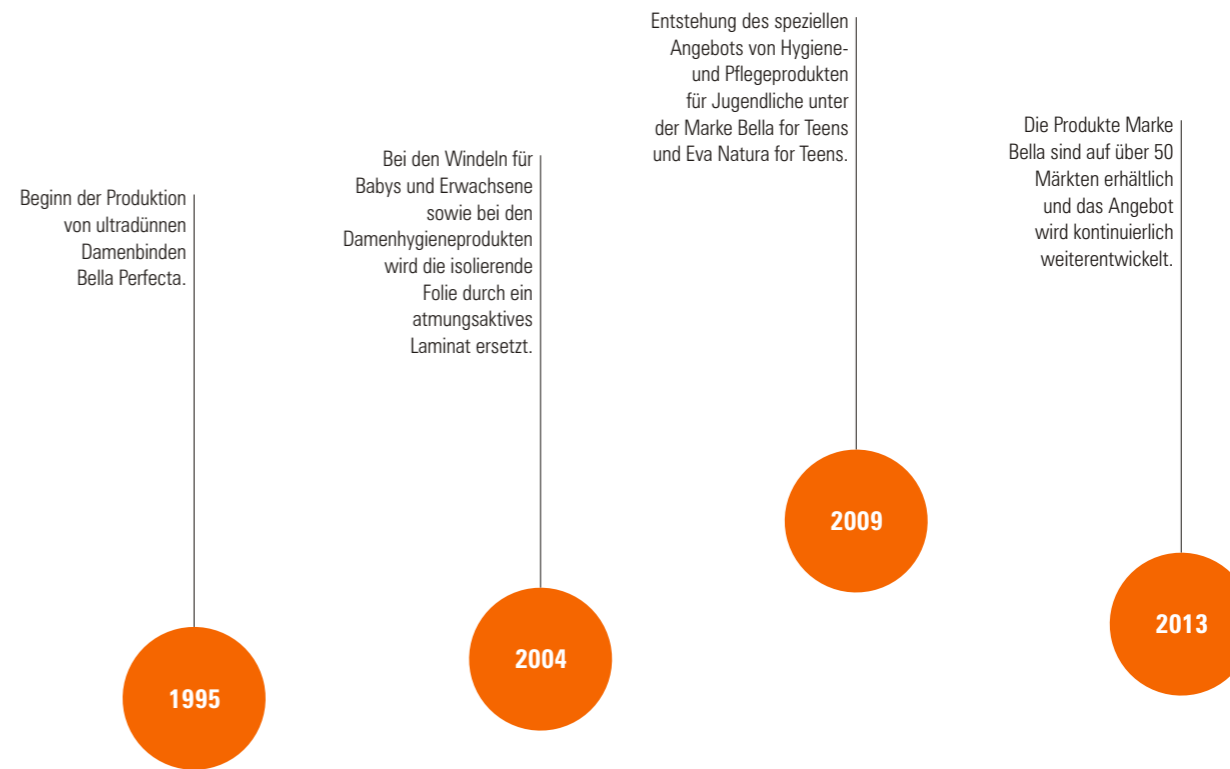 Beginn der Produktion
von ultradünnen
Damenbinden
Bella Perfecta.
1995
Bei den Windeln für
Babys und Erwachsene
sowie bei den
Damenhygieneprodukten
wird die isolierende
Folie durch ein
atmungsaktives
Laminat ersetzt.
2004
Entstehung des speziellen
Angebots von Hygiene-
und Pflegeprodukten
für Jugendliche unter
der Marke Bella for Teens
und Eva Natura for Teens.
2009
Die Produkte Marke
Bella sind auf über 50
Märkten erhältlich
und das Angebot
wird kontinuierlich
weiterentwickelt.
2013